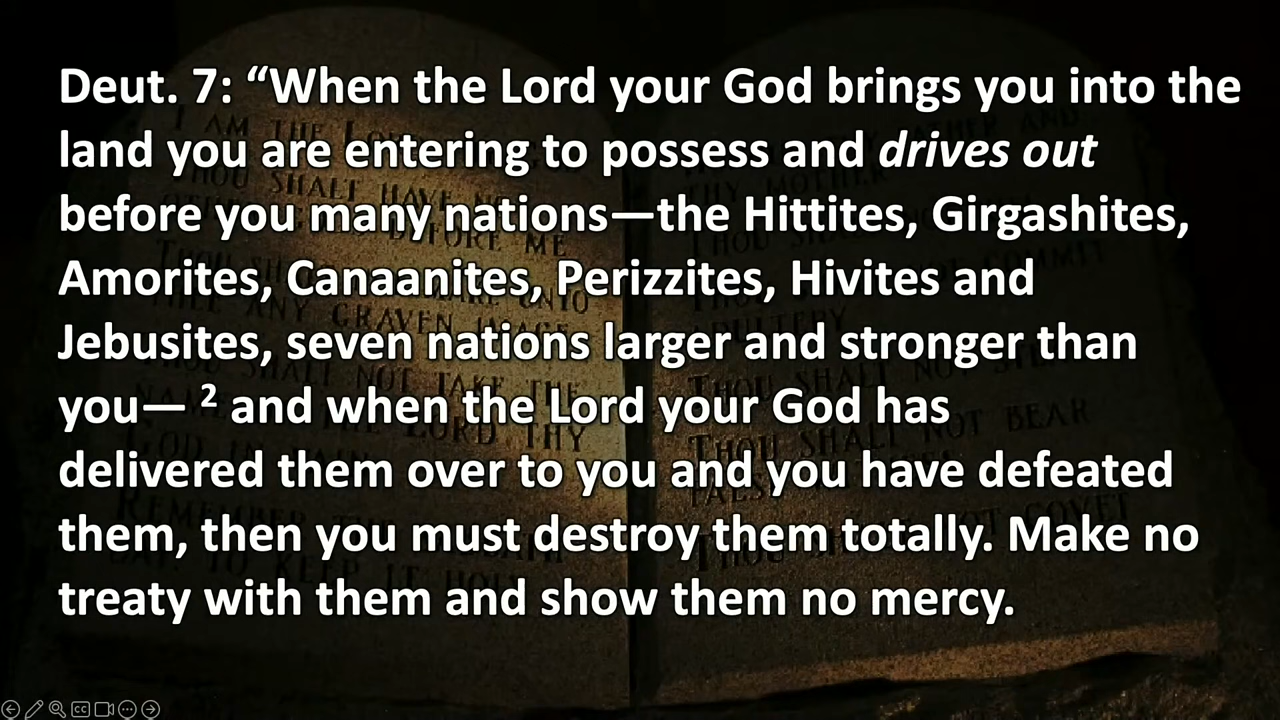 Deut. 7: “When the Lord your God brings you into the
land you are entering to possess and drives out
before you many nations—the Hittites, Girgashites,
Amorites, Canaanites, Perizzites, Hivites and
Jebusites, seven nations larger and stronger than
you— ² and when the Lord your God has
delivered them over to you and you have defeated
them, then you must destroy them totally. Make no
treaty with them and show them no mercy.